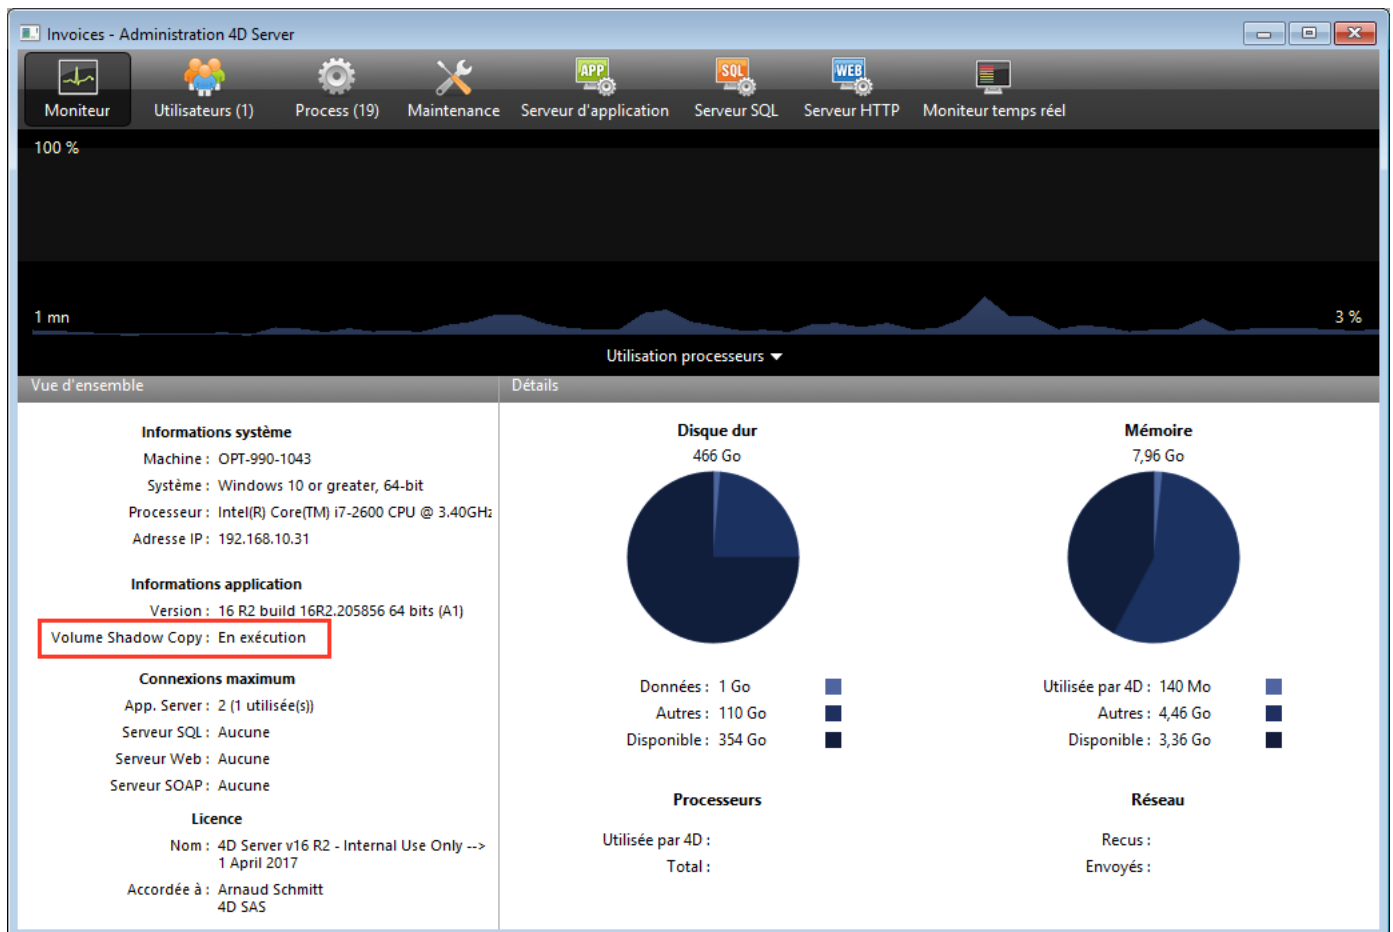 Invoices - Administration 4D Server
Moniteur
Utilisateurs (1)
Process (19)
Maintenance
APP
Serveur d'application
SQL
Serveur SQL
WEB
Serveur HTTP
Moniteur temps réel
100 %
1 mn
3 %
Utilisation processeurs
Vue d'ensemble
Détails
Informations système
Machine : OPT-990-1043
Système : Windows 10 or greater, 64-bit
Processeur : Intel(R) Core(TM) i7-2600 CPU @ 3.40GHz
Adresse IP : 192.168.10.31
Informations application
Version : 16 R2 build 16R2.205856 64 bits (A1)
Volume Shadow Copy : En exécution
Connexions maximum
App. Server : 2 (1 utilisée(s))
Serveur SQL : Aucune
Serveur Web : Aucune
Serveur SOAP : Aucune
Licence
Nom : 4D Server v16 R2 - Internal Use Only -->
1 April 2017
Accordée à : Arnaud Schmitt
4D SAS
Disque dur
466 Go
Données : 1 Go
Autres : 110 Go
Disponible : 354 Go
Mémoire
7,96 Go
Utilisée par 4D : 140 Mo
Autres : 4,46 Go
Disponible : 3,36 Go
Processeurs
Utilisée par 4D :
Total :
Réseau
Recus :
Envoyés :